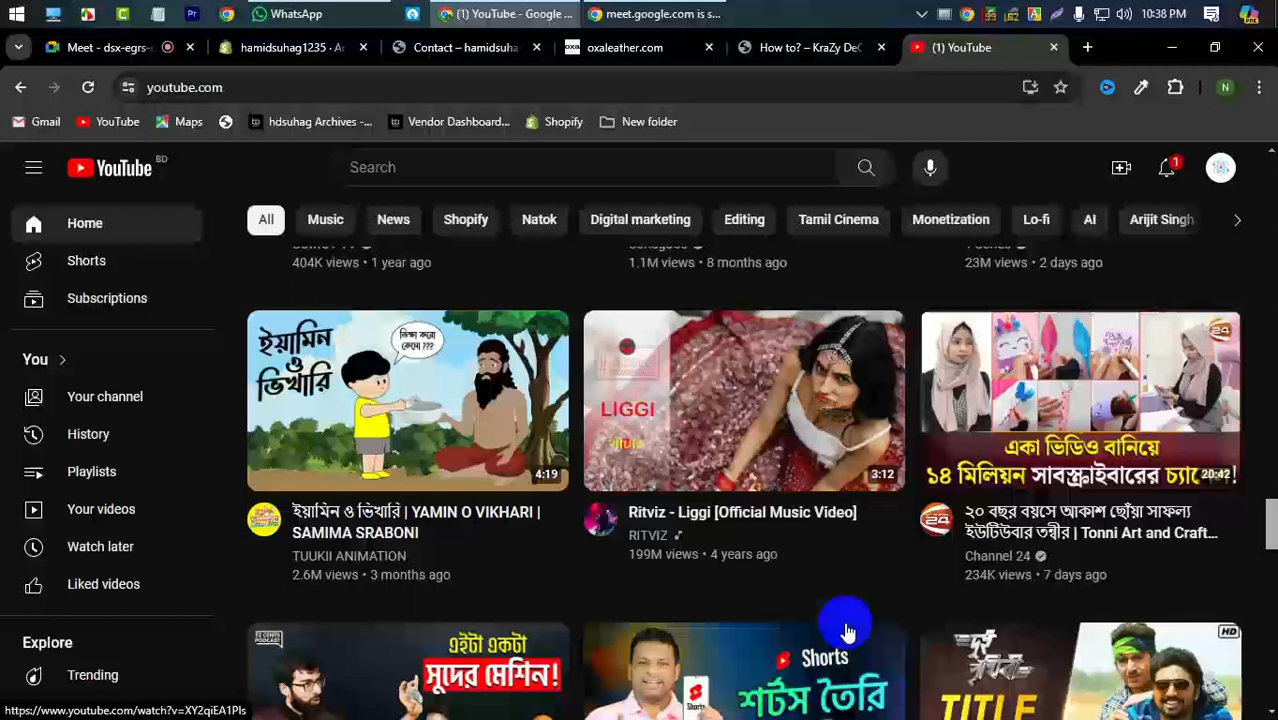 WhatsApp
(1) YouTube - Google ...
meet.google.com is s...
10:38 PM
Meet - dsx-egrs-
hamidsuhag1235 · A
Contact – hamidsuha
oxa
oxaleather.com
How to? – KraZy DeC
(1) YouTube
youtube.com
N
Gmail
YouTube
Maps
hdsuhag Archives -...
Vendor Dashboard...
Shopify
New folder
YouTube BD
Search
1
Home
Shorts
Subscriptions
You
Your channel
History
Playlists
Your videos
Watch later
Liked videos
Explore
Trending
All
Music
News
Shopify
Natok
Digital marketing
Editing
Tamil Cinema
Monetization
Lo-fi
AI
Arijit Singh
404K views • 1 year ago
1.1M views • 8 months ago
23M views • 2 days ago
ইয়ামিন
ও
ভিখারি
ভিক্ষা করো
কেনো ???
4:19
ইয়ামিন ও ভিখারি | YAMIN O VIKHARI |
SAMIMA SRABONI
TUUKII ANIMATION
2.6M views • 3 months ago
LIGGI
3:12
Ritviz - Liggi [Official Music Video]
RITVIZ
199M views • 4 years ago
24
একা ভিডিও বানিয়ে
১৪ মিলিয়ন সাবস্ক্রাইবারের চ্যা
20:42
২০ বছর বয়সে আকাশ ছোঁয়া সাফল্য
ইউটিউবার তন্বীর | Tonni Art and Craft...
Channel 24
234K views • 7 days ago
এইটা একটা
সুদের মেশিন!
Shorts
শর্টস তৈরি
Shorts
HD
দুই
পৃথিবী
TITLE
https://www.youtube.com/watch?v=XY2qiEA1Pls